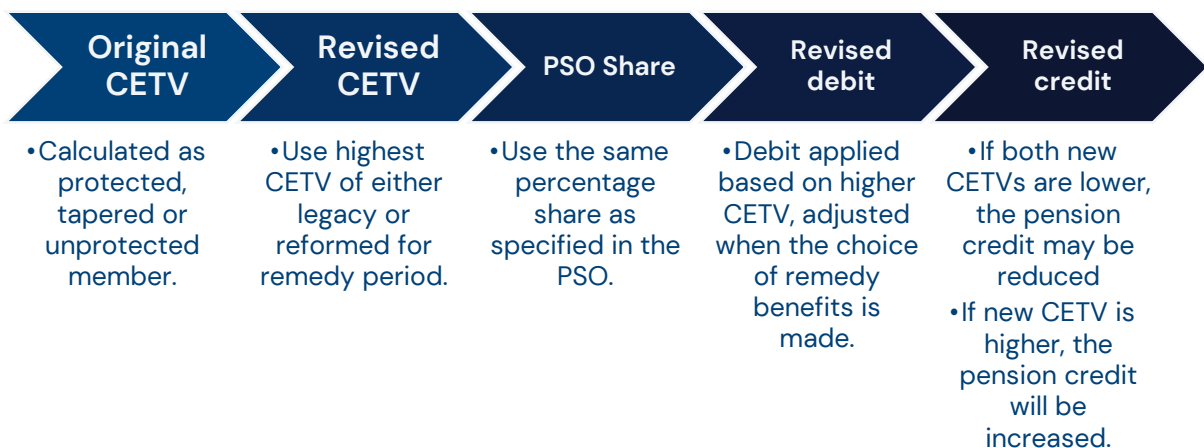 Original
CETV
Revised
CETV
PSO Share
Revised
debit
Revised
credit
•Calculated as
protected,
tapered or
unprotected
member.
•Use highest
CETV of either
legacy or
reformed for
remedy period.
•Use the same
percentage
share as
specified in the
PSO.
•Debit applied
based on higher
CETV, adjusted
when the choice
of remedy
benefits is
made.
•If both new
CETVs are lower,
the pension
credit may be
reduced
•If new CETV is
higher, the
pension credit
will be
increased.